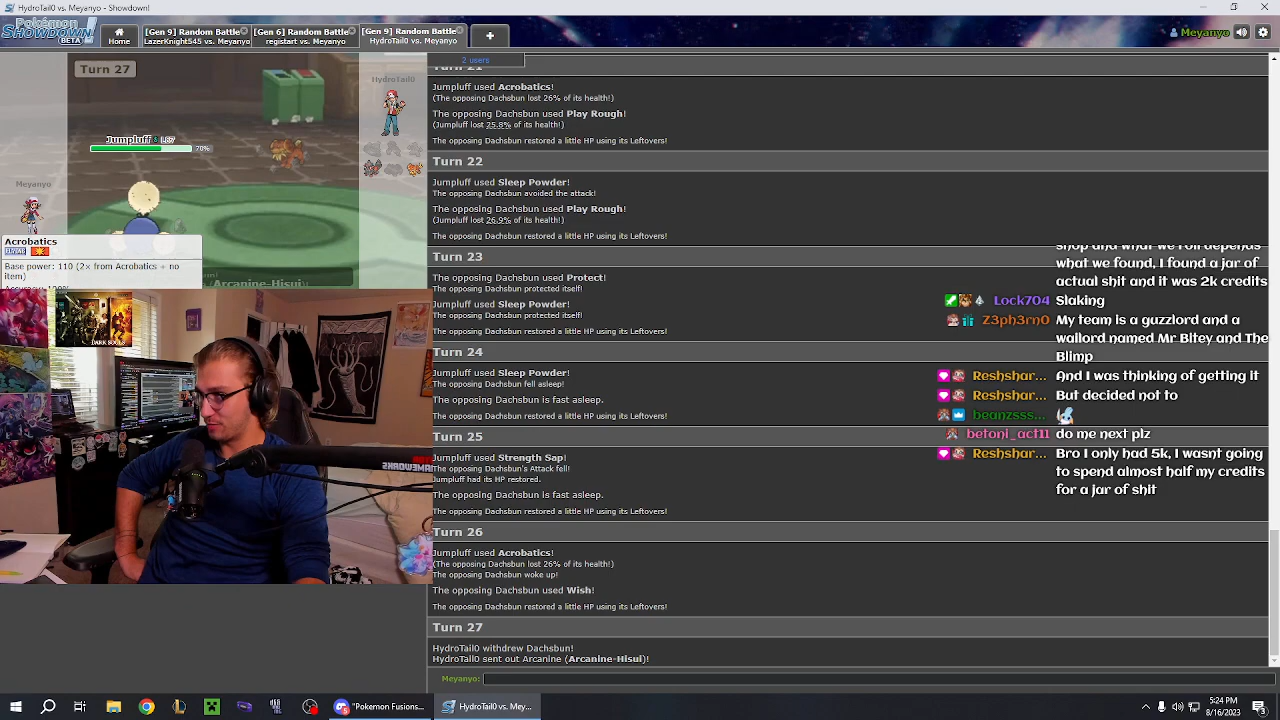 HydroTail0 vs. Meyanyo - Showdown!
SHOWDOWN! BETA
[Gen 9] Random Battle
RazerLeaking545 vs. Meyanyo
[Gen 6] Random Battle
regiate vs. Meyanyo
[Gen 9] Random Battle
HydroTail0 vs. Meyanyo
Meyanyo
Turn 27
2 users
HydroTail0
Jumpluff L87
70%
Meyanyo
Acrobatics
Base power: 110 (2× from Acrobatics + no
item)
(Arcanine-Hisui)!
DARK SOULS
GAMEWORKS
Turn 21
Jumpluff used Acrobatics!
(The opposing Dachsbun lost 26% of its health!)
The opposing Dachsbun used Play Rough!
(Jumpluff lost 25.8% of its health!)
The opposing Dachsbun restored a little HP using its Leftovers!
Turn 22
Jumpluff used Sleep Powder!
The opposing Dachsbun avoided the attack!
The opposing Dachsbun used Play Rough!
(Jumpluff lost 26.9% of its health!)
The opposing Dachsbun restored a little HP using its Leftovers!
Turn 23
The opposing Dachsbun used Protect!
The opposing Dachsbun protected itself!
Jumpluff used Sleep Powder!
The opposing Dachsbun protected itself!
The opposing Dachsbun restored a little HP using its Leftovers!
Turn 24
Jumpluff used Sleep Powder!
The opposing Dachsbun fell asleep!
The opposing Dachsbun is fast asleep.
The opposing Dachsbun restored a little HP using its Leftovers!
Turn 25
Jumpluff used Strength Sap!
The opposing Dachsbun's Attack fell!
Jumpluff had its HP restored.
The opposing Dachsbun is fast asleep.
The opposing Dachsbun restored a little HP using its Leftovers!
Turn 26
Jumpluff used Acrobatics!
(The opposing Dachsbun lost 26% of its health!)
The opposing Dachsbun woke up!
The opposing Dachsbun used Wish!
The opposing Dachsbun restored a little HP using its Leftovers!
Turn 27
HydroTail0 withdrew Dachsbun!
HydroTail0 sent out Arcanine (Arcanine-Hisui)!
Meyanyo:
shop and what we roll depends
what we found, I found a jar of
actual shit and it was 2k credits
Lock704 Slaking
Z3ph3rn0 My team is a guzzlord and a
wailord named Mr Bitey and The
Blimp
Reshshar... And I was thinking of getting it
Reshshar... But decided not to
beanzsss...
betoni_act11 do me next plz
Reshshar... Bro I only had 5k, I wasnt going
to spend almost half my credits
for a jar of shit
"Pokemon Fusions...
HydroTail0 vs. Mey...
5:24 PM
8/16/2023